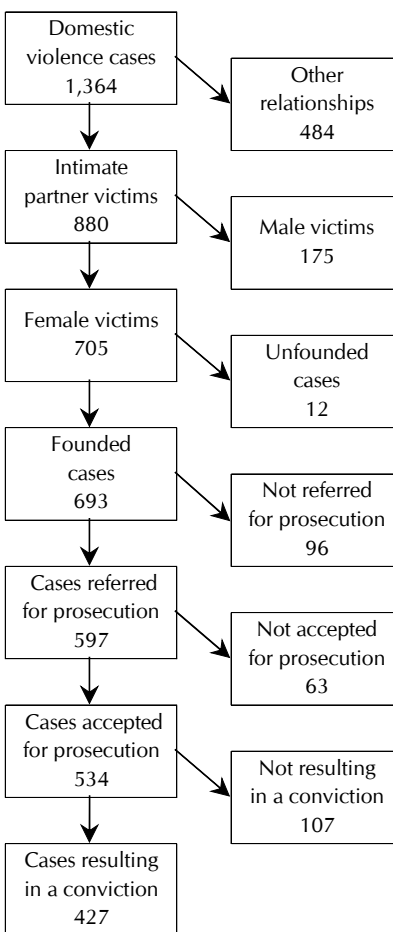 Domestic
violence cases
1,364
Other
relationships
484
Intimate
partner victims
880
Male victims
175
Female victims
705
Unfounded
cases
12
Founded
cases
693
Not referred
for prosecution
96
Cases referred
for prosecution
597
Not accepted
for prosecution
63
Cases accepted
for prosecution
534
Not resulting
in a conviction
107
Cases resulting
in a conviction
427